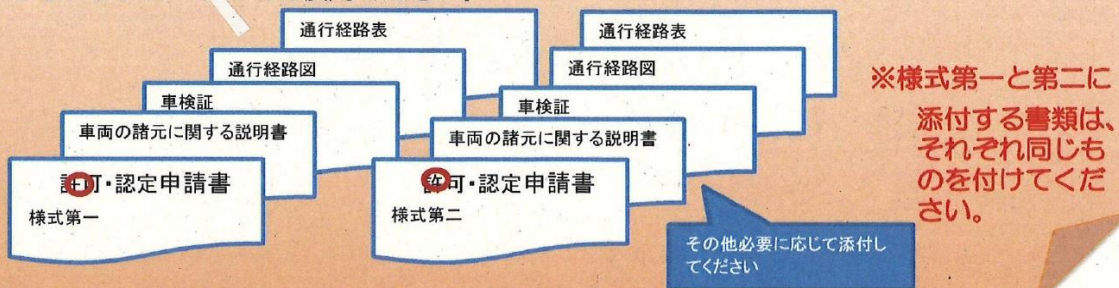 通行経路表
通行経路図
車検証
車両の諸元に関する説明書
許可・認定申請書
様式第一
通行経路表
通行経路図
車検証
車両の諸元に関する説明書
許可・認定申請書
様式第二
その他必要に応じて添付し
てください
※様式第一と第二に
添付する書類は、
それぞれ同じも
のを付けてくだ
さい。